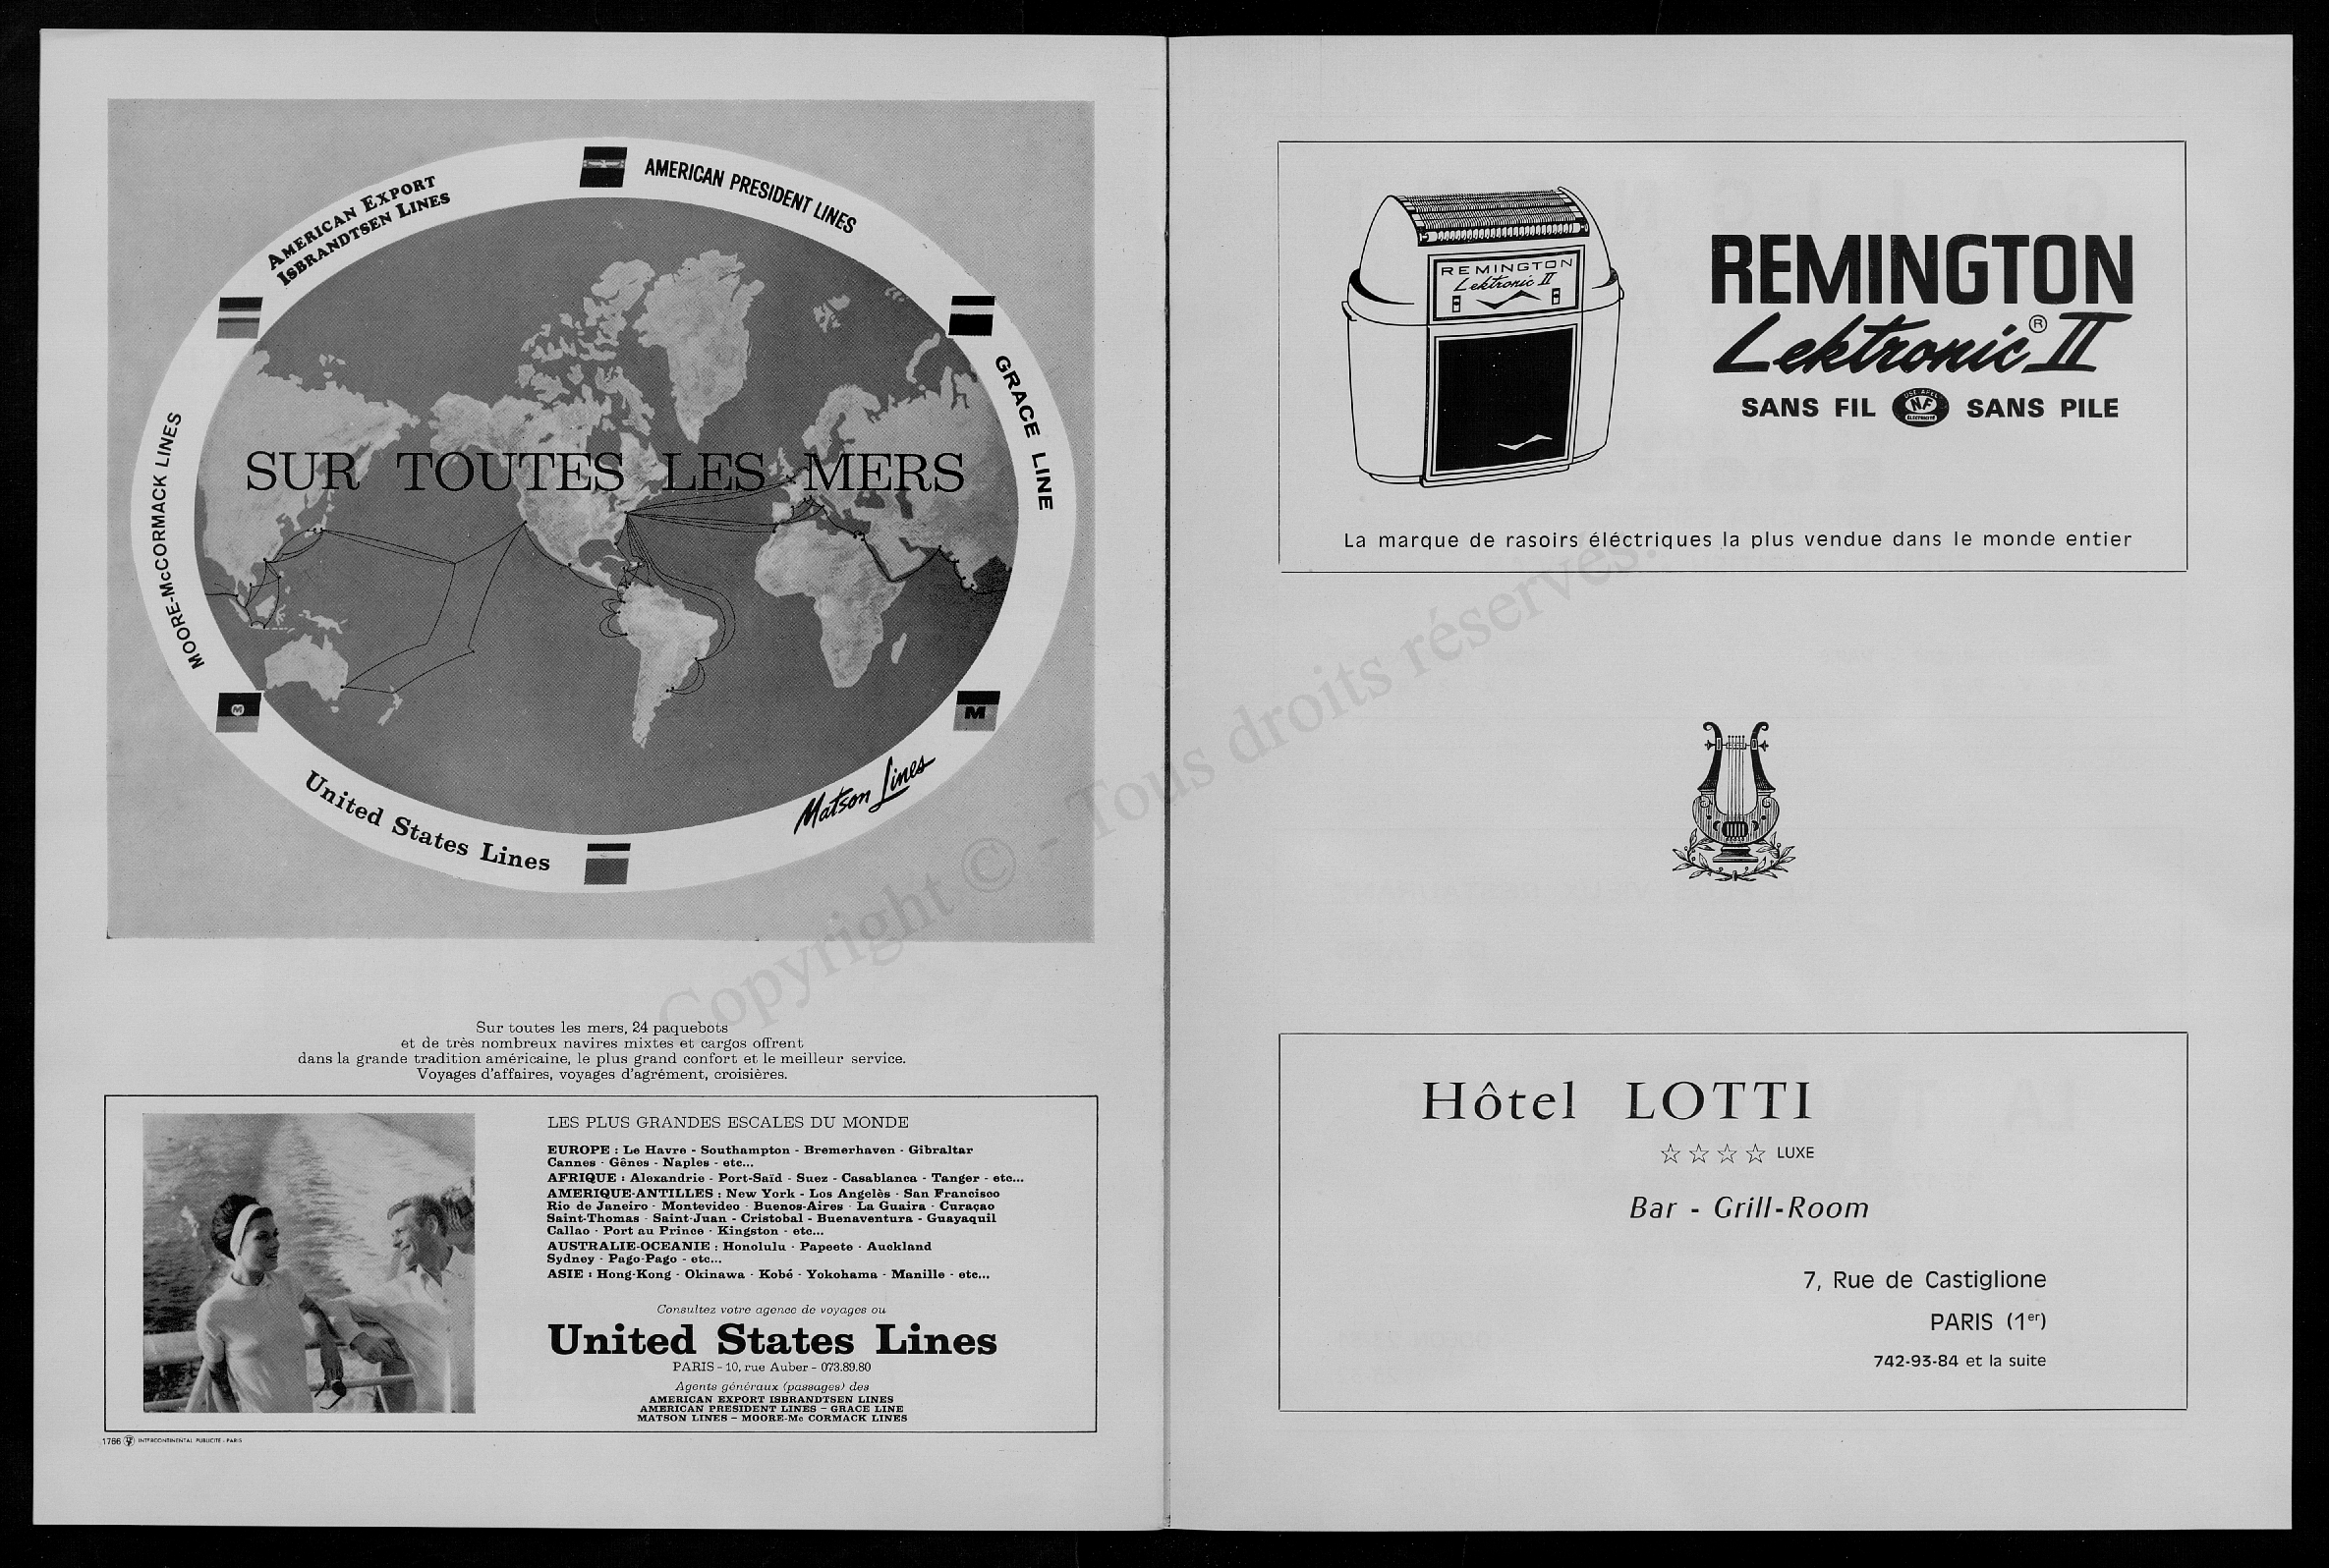 AMERICAN EXPORT
ISBRANDTSEN LINES
AMERICAN PRESIDENT LINES
GRACE LINE
MOORE-McCORMACK LINES
SUR TOUTES LES MERS
M
M
United States Lines
Matson Lines
Sur toutes les mers, 24 paquebots
et de très nombreux navires mixtes et cargos offrent
dans la grande tradition américaine, le plus grand confort et le meilleur service.
Voyages d'affaires, voyages d'agrément, croisières.
LES PLUS GRANDES ESCALES DU MONDE
EUROPE : Le Havre - Southampton - Bremerhaven - Gibraltar
Cannes - Gênes - Naples - etc...
AFRIQUE : Alexandrie - Port-Saïd - Suez - Casablanca - Tanger - etc...
AMERIQUE-ANTILLES : New York - Los Angelès - San Francisco
Rio de Janeiro - Montevideo - Buenos-Aires - La Guaira - Curaçao
Saint-Thomas - Saint-Juan - Cristobal - Buenaventura - Guayaquil
Callao - Port au Prince - Kingston - etc...
AUSTRALIE-OCEANIE : Honolulu - Papeete - Auckland
Sydney - Pago-Pago - etc...
ASIE : Hong-Kong - Okinawa - Kobé - Yokohama - Manille - etc...
Consultez votre agence de voyages ou
United States Lines
PARIS - 10, rue Auber - 073.89.80
Agents généraux (passages) des
AMERICAN EXPORT ISBRANDTSEN LINES
AMERICAN PRESIDENT LINES – GRACE LINE
MATSON LINES – MOORE-Mc CORMACK LINES
1766 INTERCONTINENTAL PUBLICITE - PARIS
REMINGTON
Lektronic II
REMINGTON
Lektronic ® II
SANS FIL NF SANS PILE
La marque de rasoirs éléctriques la plus vendue dans le monde entier
Hôtel LOTTI
☆ ☆ ☆ ☆ LUXE
Bar - Grill-Room
7, Rue de Castiglione
PARIS (1er)
742-93-84 et la suite
Copyright © - Tous droits réservés.